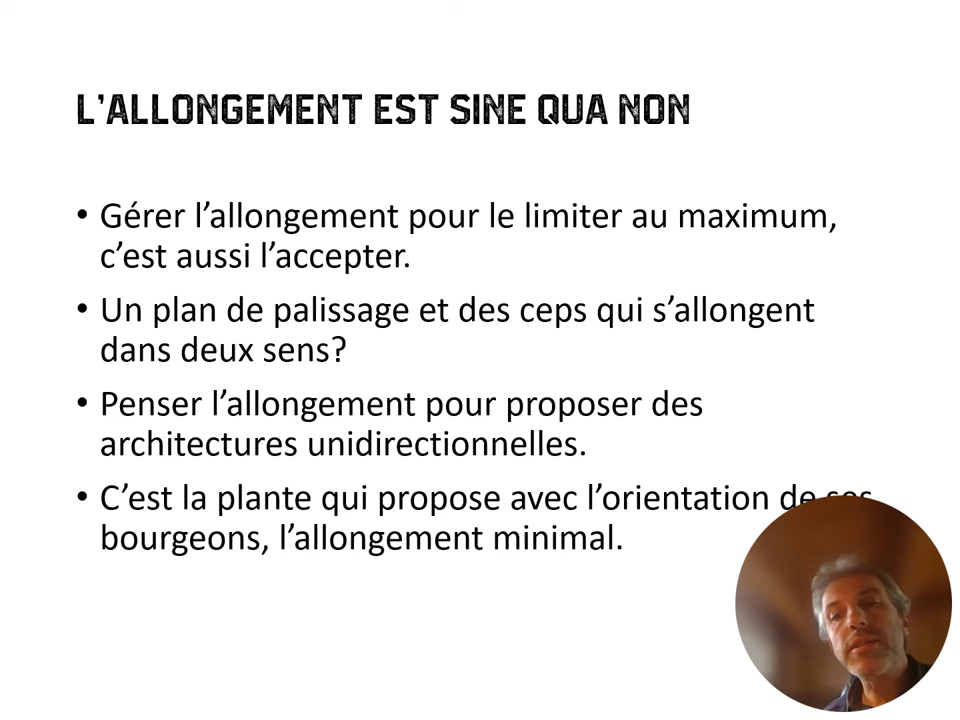 L’ALLONGEMENT EST SINE QUA NON
• Gérer l’allongement pour le limiter au maximum,
c’est aussi l’accepter.
• Un plan de palissage et des ceps qui s’allongent
dans deux sens?
• Penser l’allongement pour proposer des
architectures unidirectionnelles.
• C’est la plante qui propose avec l’orientation de ses
bourgeons, l’allongement minimal.